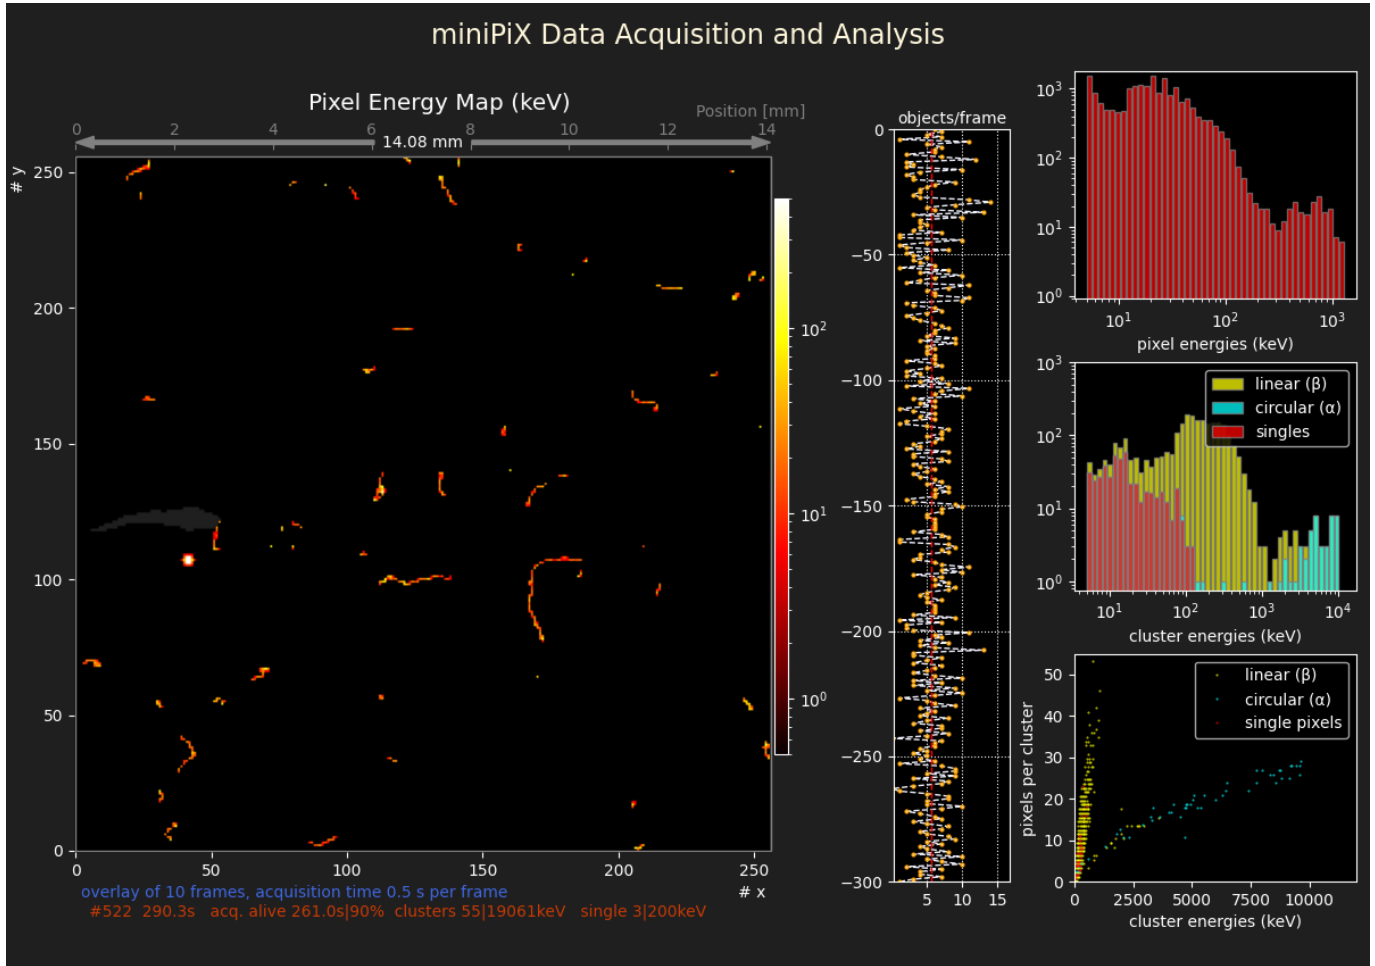 miniPiX Data Acquisition and Analysis
Pixel Energy Map (keV)
Position [mm]
0 2 4 6 8 10 12 14
14.08 mm
# y
250
200
150
100
50
0
0 50 100 150 200 250
# x
10²
10¹
10⁰
overlay of 10 frames, acquisition time 0.5 s per frame
#522 290.3s acq. alive 261.0s|90% clusters 55|19061keV single 3|200keV
objects/frame
0
−50
−100
−150
−200
−250
−300
5 10 15
10³
10²
10¹
10⁰
10¹ 10² 10³
pixel energies (keV)
10³
10²
10¹
10⁰
linear (β)
circular (α)
singles
10¹ 10² 10³ 10⁴
cluster energies (keV)
pixels per cluster
50
40
30
20
10
0
linear (β)
circular (α)
single pixels
0 2500 5000 7500 10000
cluster energies (keV)